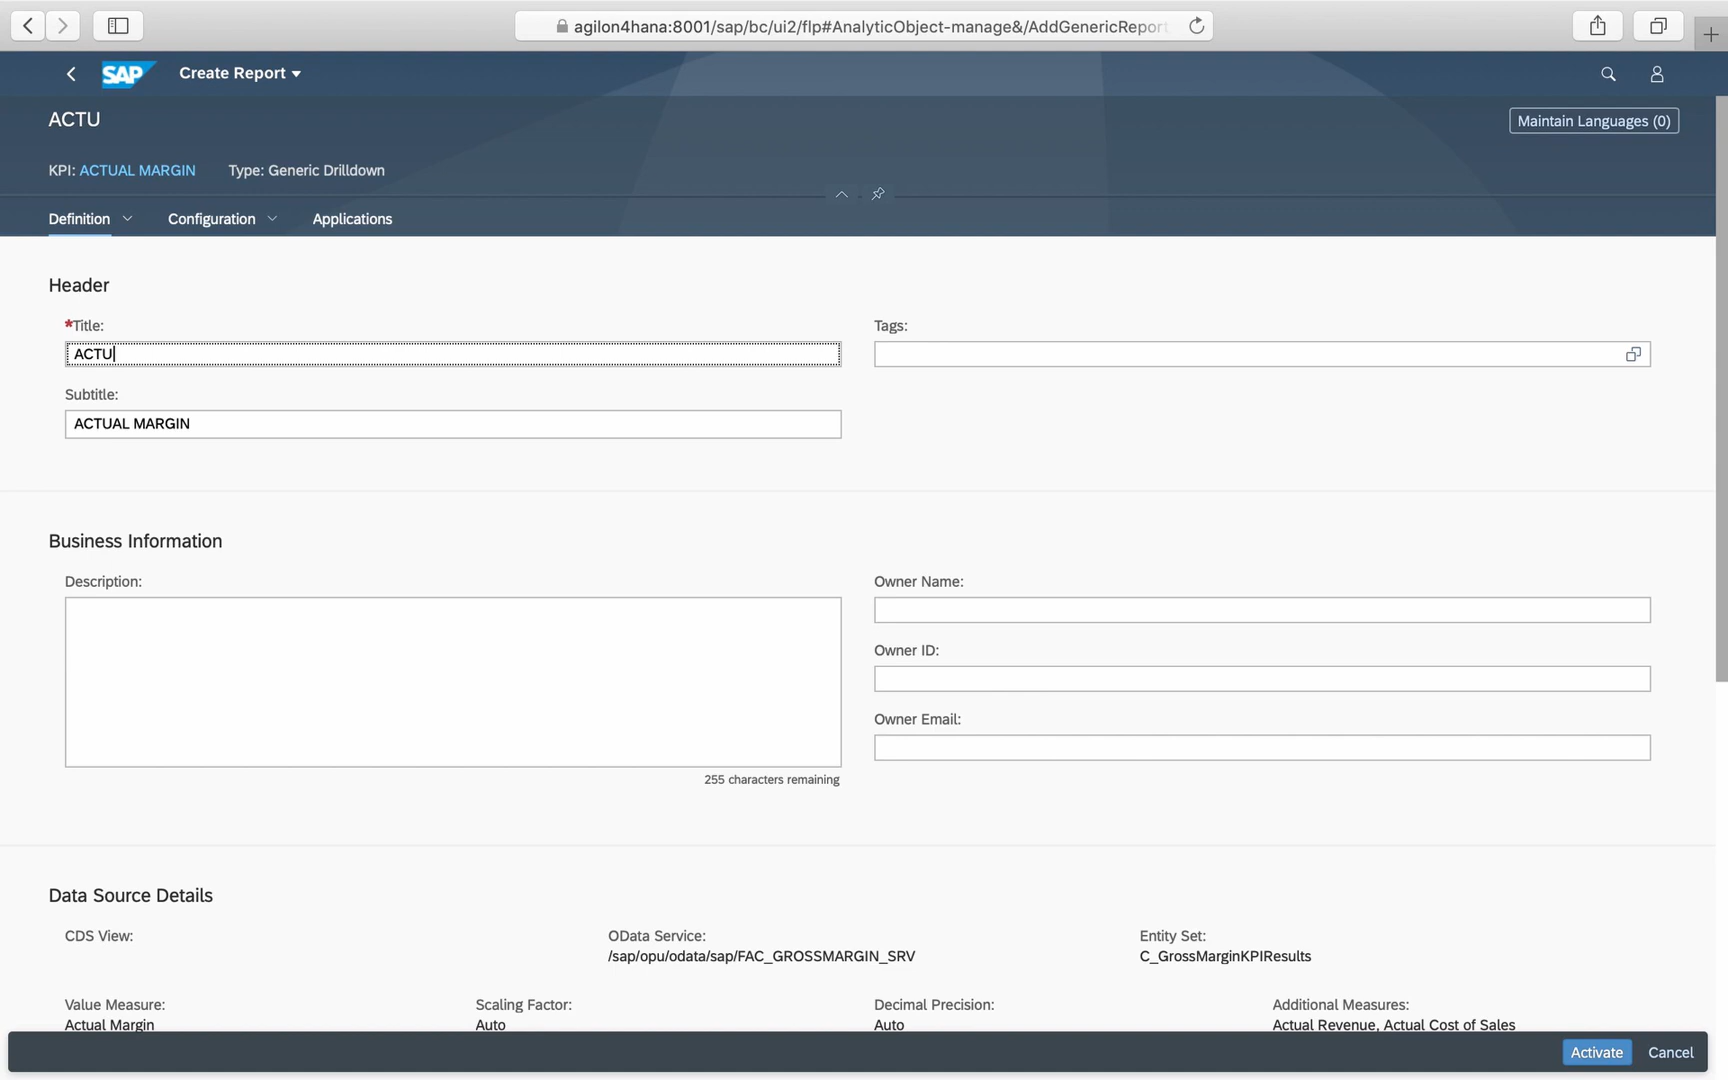 agilon4hana:8001/sap/bc/ui2/flp#AnalyticObject-manage&/AddGenericReport
SAP Create Report
ACTU
Maintain Languages (0)
KPI: ACTUAL MARGIN Type: Generic Drilldown
Definition Configuration Applications
Header
*Title:
Tags:
ACTU
Subtitle:
ACTUAL MARGIN
Business Information
Description:
Owner Name:
Owner ID:
Owner Email:
255 characters remaining
Data Source Details
CDS View:
OData Service:
Entity Set:
/sap/opu/odata/sap/FAC_GROSSMARGIN_SRV
C_GrossMarginKPIResults
Value Measure:
Scaling Factor:
Decimal Precision:
Additional Measures:
Actual Margin
Auto
Auto
Actual Revenue, Actual Cost of Sales
Activate Cancel